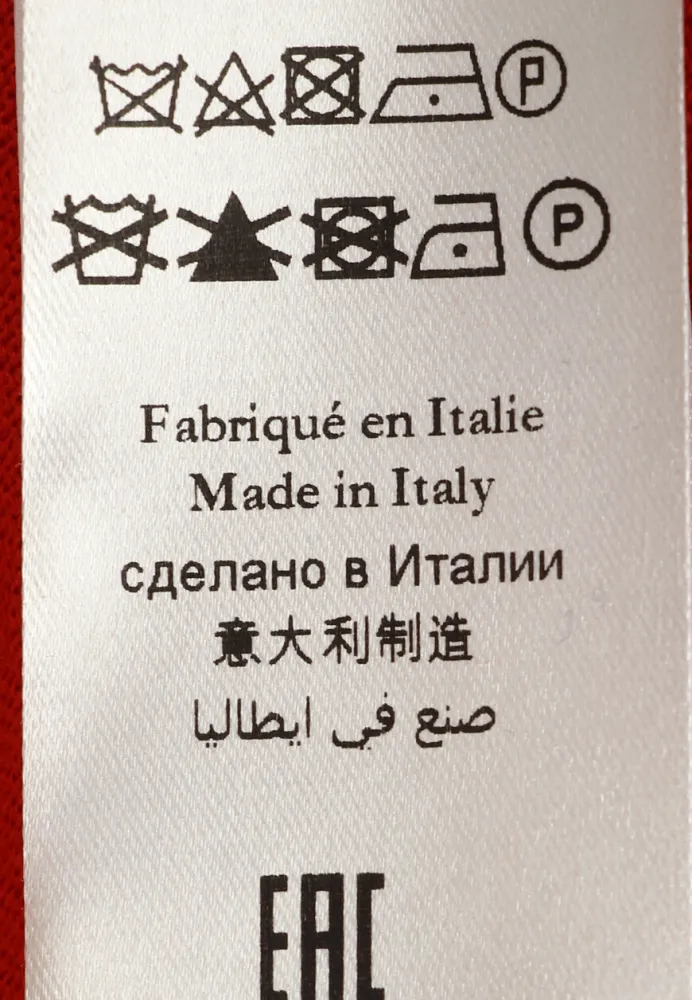 P
P
Fabriqué en Italie
Made in Italy
сделано в Италии
意大利制造
صنع في ايطاليا
EAC